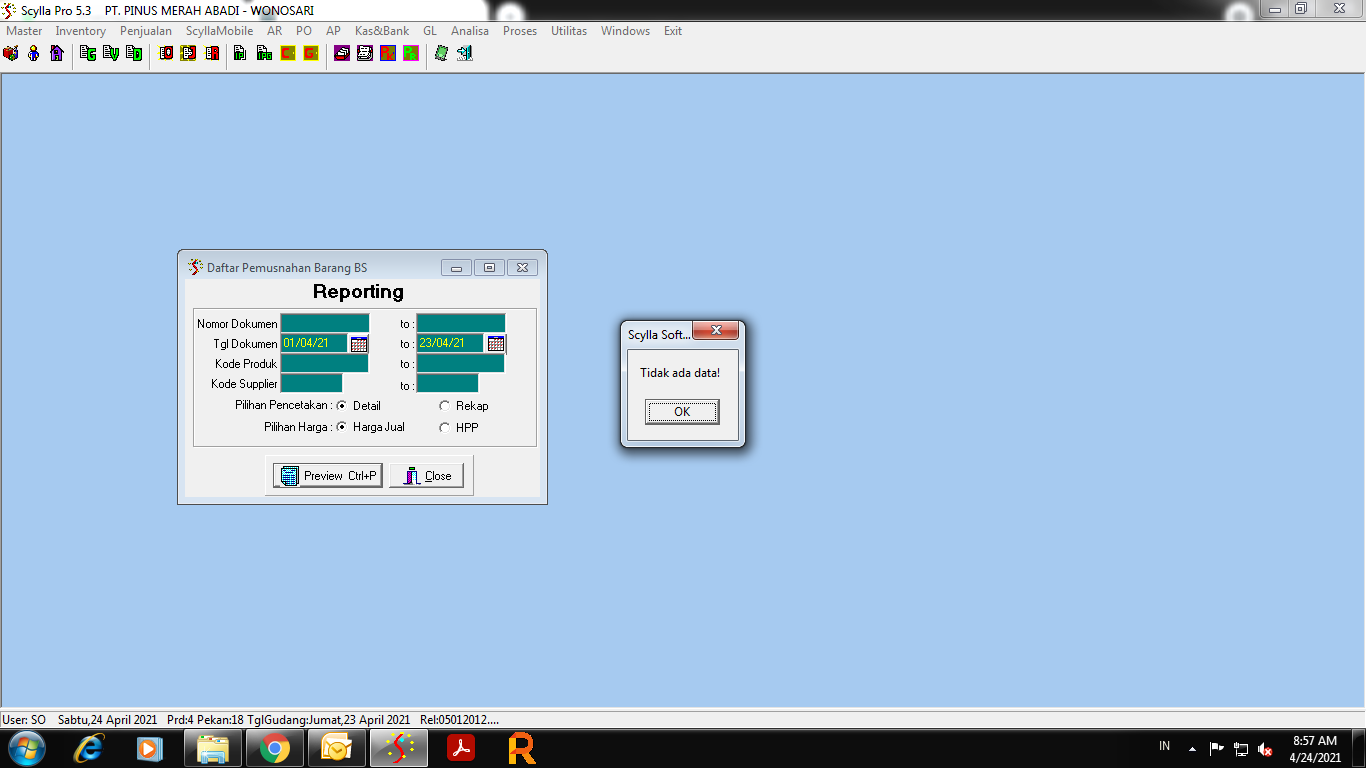 Scylla Pro 5.3 PT. PINUS MERAH ABADI - WONOSARI
Master Inventory Penjualan ScyllaMobile AR PO AP Kas&Bank GL Analisa Proses Utilitas Windows Exit
Daftar Pemusnahan Barang BS
Reporting
Nomor Dokumen to :
Tgl Dokumen 01/04/21 to : 23/04/21
Kode Produk to :
Kode Supplier to :
Pilihan Pencetakan : Detail Rekap
Pilihan Harga : Harga Jual HPP
Preview Ctrl+P Close
Scylla Soft...
Tidak ada data!
OK
User: SO Sabtu,24 April 2021 Prd:4 Pekan:18 TglGudang:Jumat,23 April 2021 Rel:05012012....
IN
8:57 AM
4/24/2021